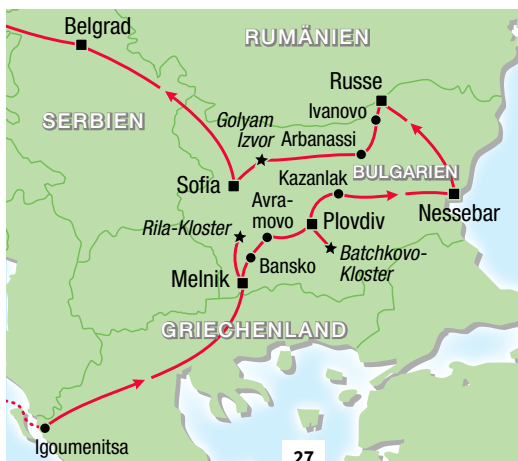 Belgrad
RUMÄNIEN
Russe
Ivanovo
SERBIEN
Golyam
Izvor
Arbanassi
BULGARIEN
Sofia
Kazanlak
Avra-
movo
Nessebar
Rila-Kloster
Plovdiv
Batchkovo-
Kloster
Bansko
Melnik
GRIECHENLAND
Igoumenitsa
27